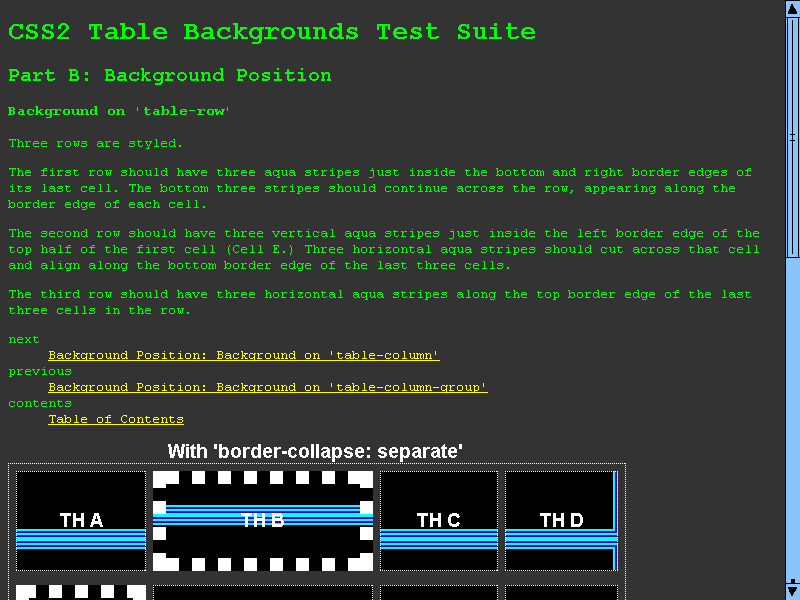 CSS2 Table Backgrounds Test Suite
Part B: Background Position
Background on 'table-row'
Three rows are styled.
The first row should have three aqua stripes just inside the bottom and right border edges of
its last cell. The bottom three stripes should continue across the row, appearing along the
border edge of each cell.
The second row should have three vertical aqua stripes just inside the left border edge of the
top half of the first cell (Cell E.) Three horizontal aqua stripes should cut across that cell
and align along the bottom border edge of the last three cells.
The third row should have three horizontal aqua stripes along the top border edge of the last
three cells in the row.
next
Background Position: Background on 'table-column'
previous
Background Position: Background on 'table-column-group'
contents
Table of Contents
With 'border-collapse: separate'
TH A TH B TH C TH D